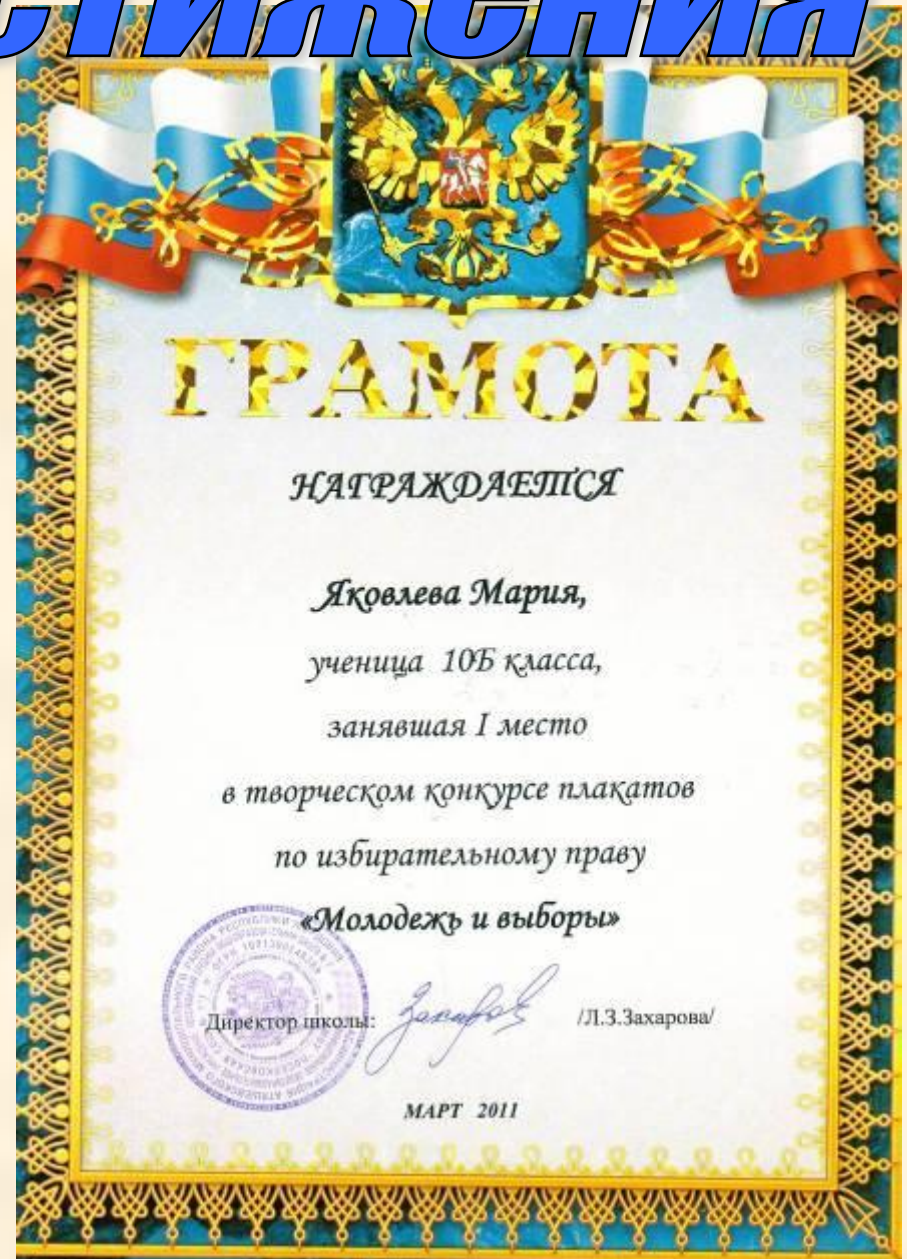 стижения
ГРАМОТА
НАГРАЖДАЕТСЯ
Яковлева Мария,
ученица 10Б класса,
занявшая I место
в творческом конкурсе плакатов
по избирательному праву
«Молодежь и выборы»
Директор школы: /Л.З.Захарова/
МАРТ 2011